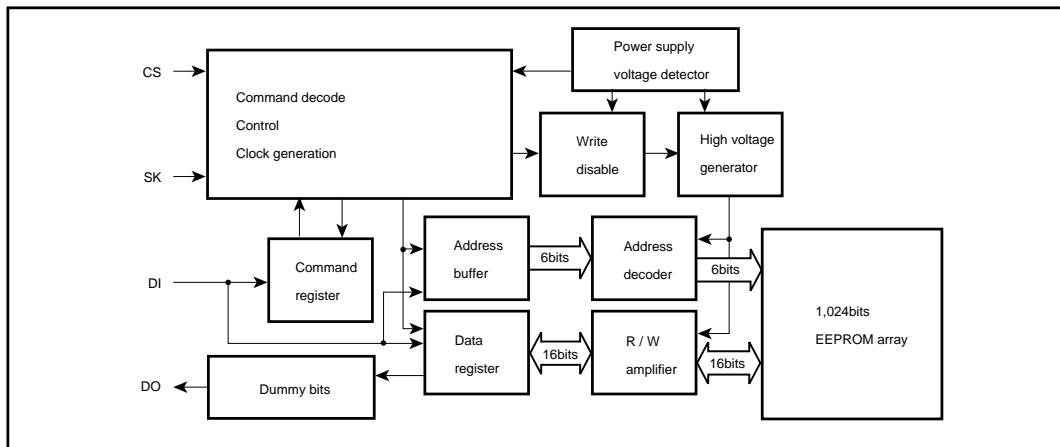 Power supply
voltage detector
CS
Command decode
Control
Clock generation
Write
disable
High voltage
generator
SK
Address
buffer
6bits
Address
decoder
6bits
DI
Command
register
1,024bits
EEPROM array
Data
register
16bits
R / W
amplifier
16bits
DO
Dummy bits